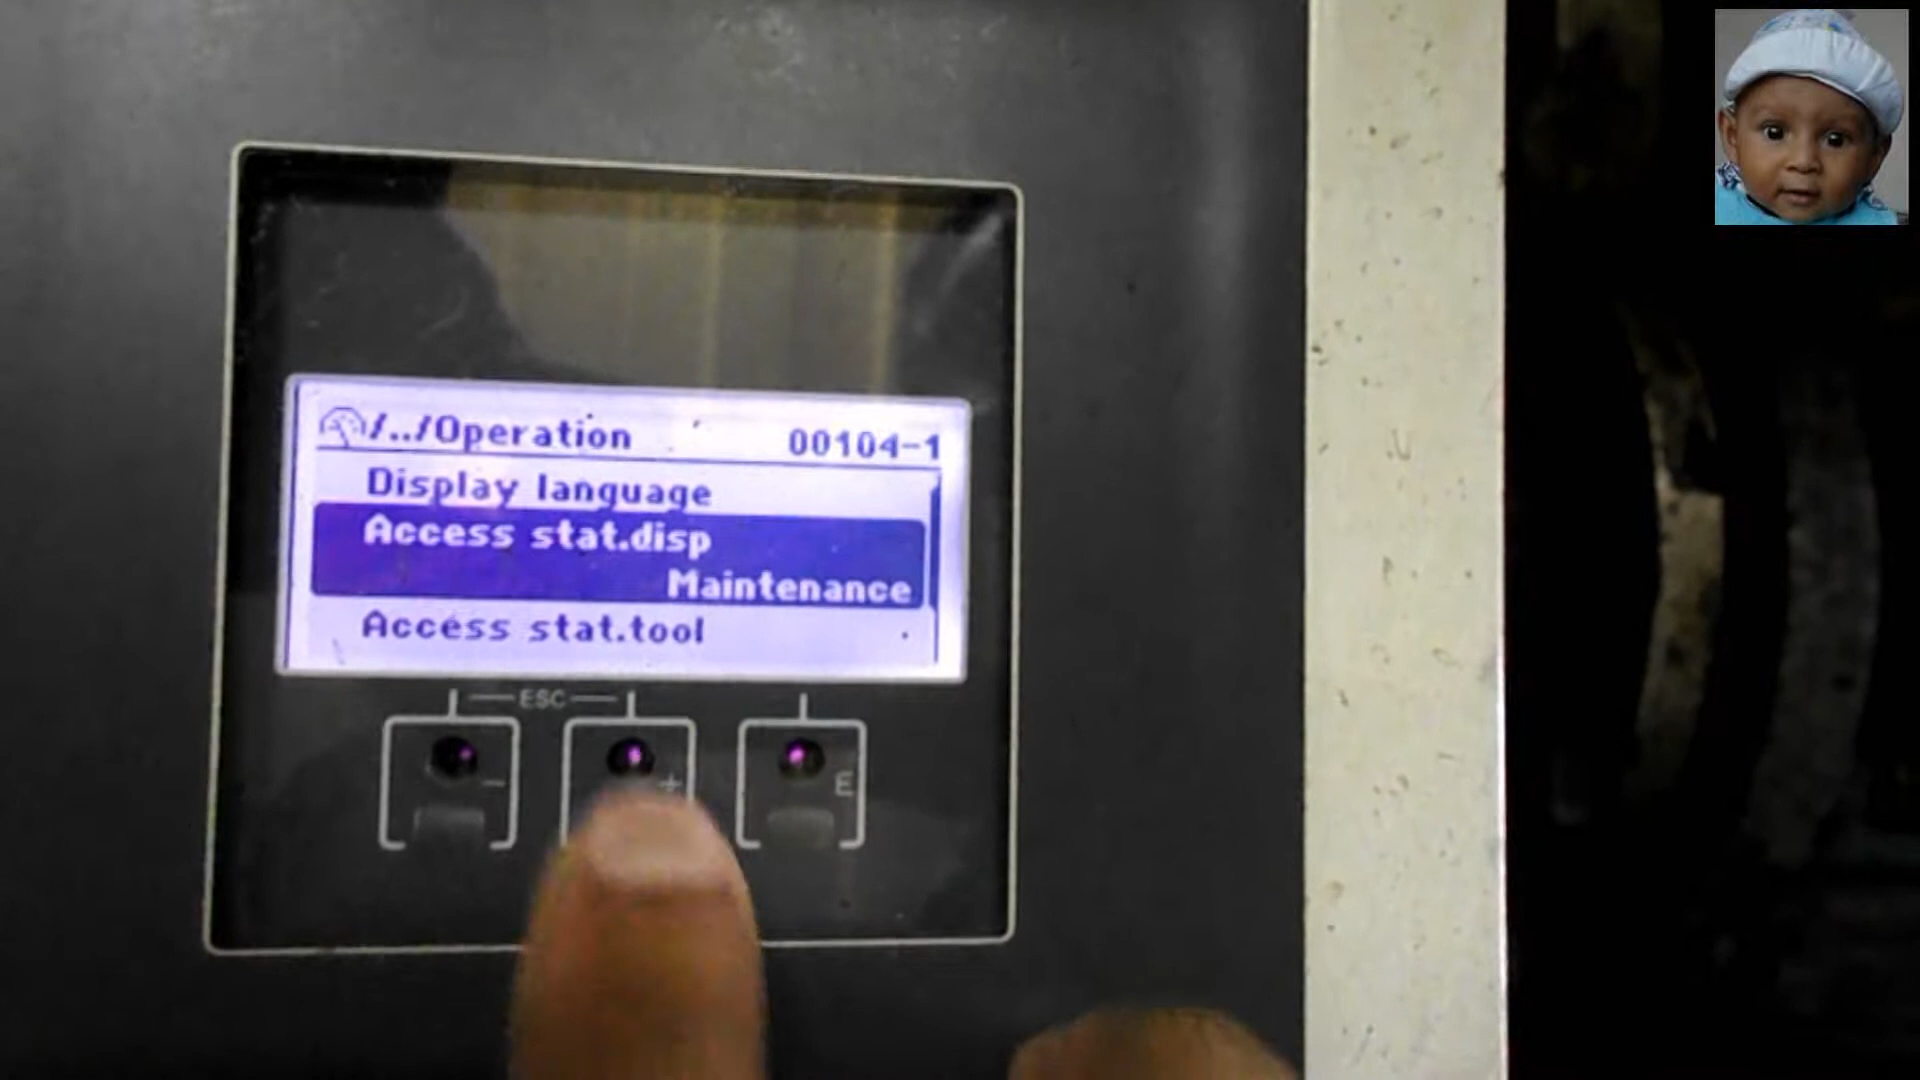 /../Operation 00104-1
Display language
Access stat.disp
Maintenance
Access stat.tool
ESC
- + E